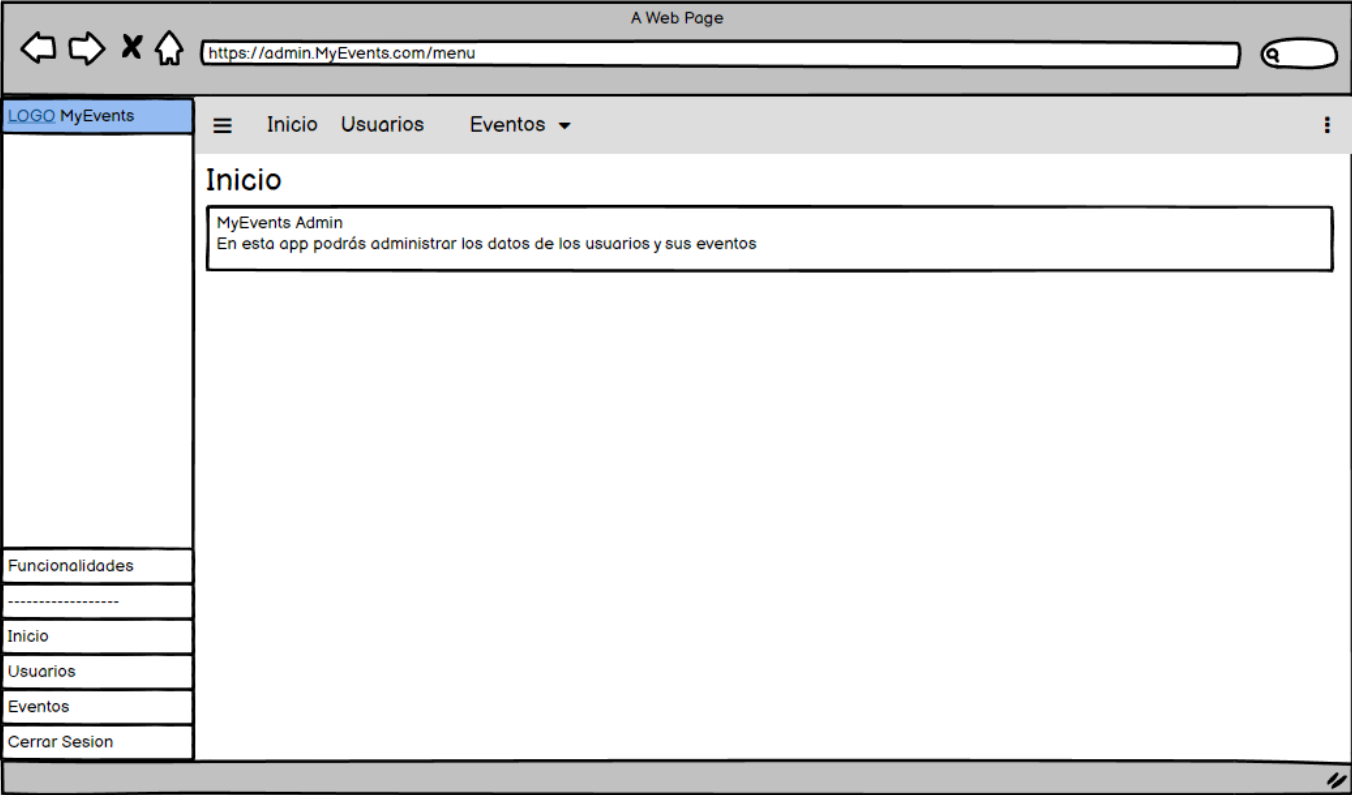 A Web Page
https://admin.MyEvents.com/menu
LOGO MyEvents
Inicio Usuarios Eventos
Inicio
MyEvents Admin
En esta app podrás administrar los datos de los usuarios y sus eventos
Funcionalidades
------------------
Inicio
Usuarios
Eventos
Cerrar Sesion